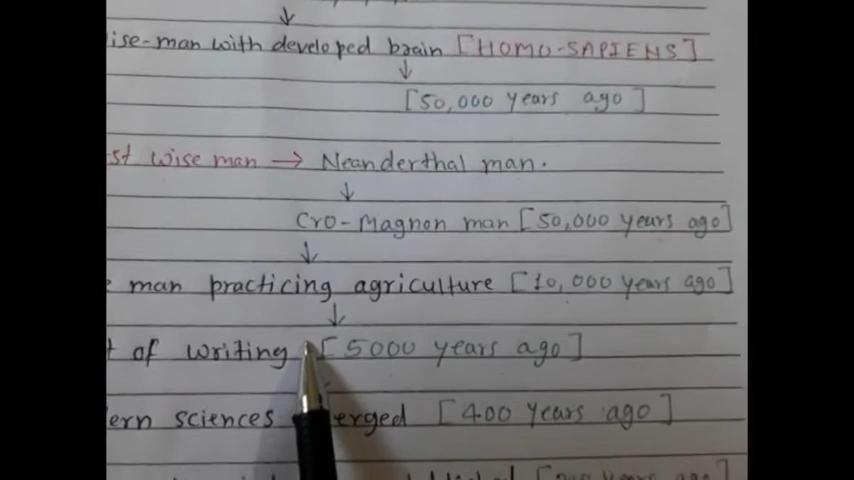 ise-man with developed brain [HOMO-SAPIENS]
↓
[50,000 years ago]
st wise man → Neanderthal man.
↓
Cro-Magnon man [50,000 years ago]
↓
man practicing agriculture [10,000 years ago]
↓
of writing [5000 years ago]
ern sciences erged [400 years ago]
years ago]